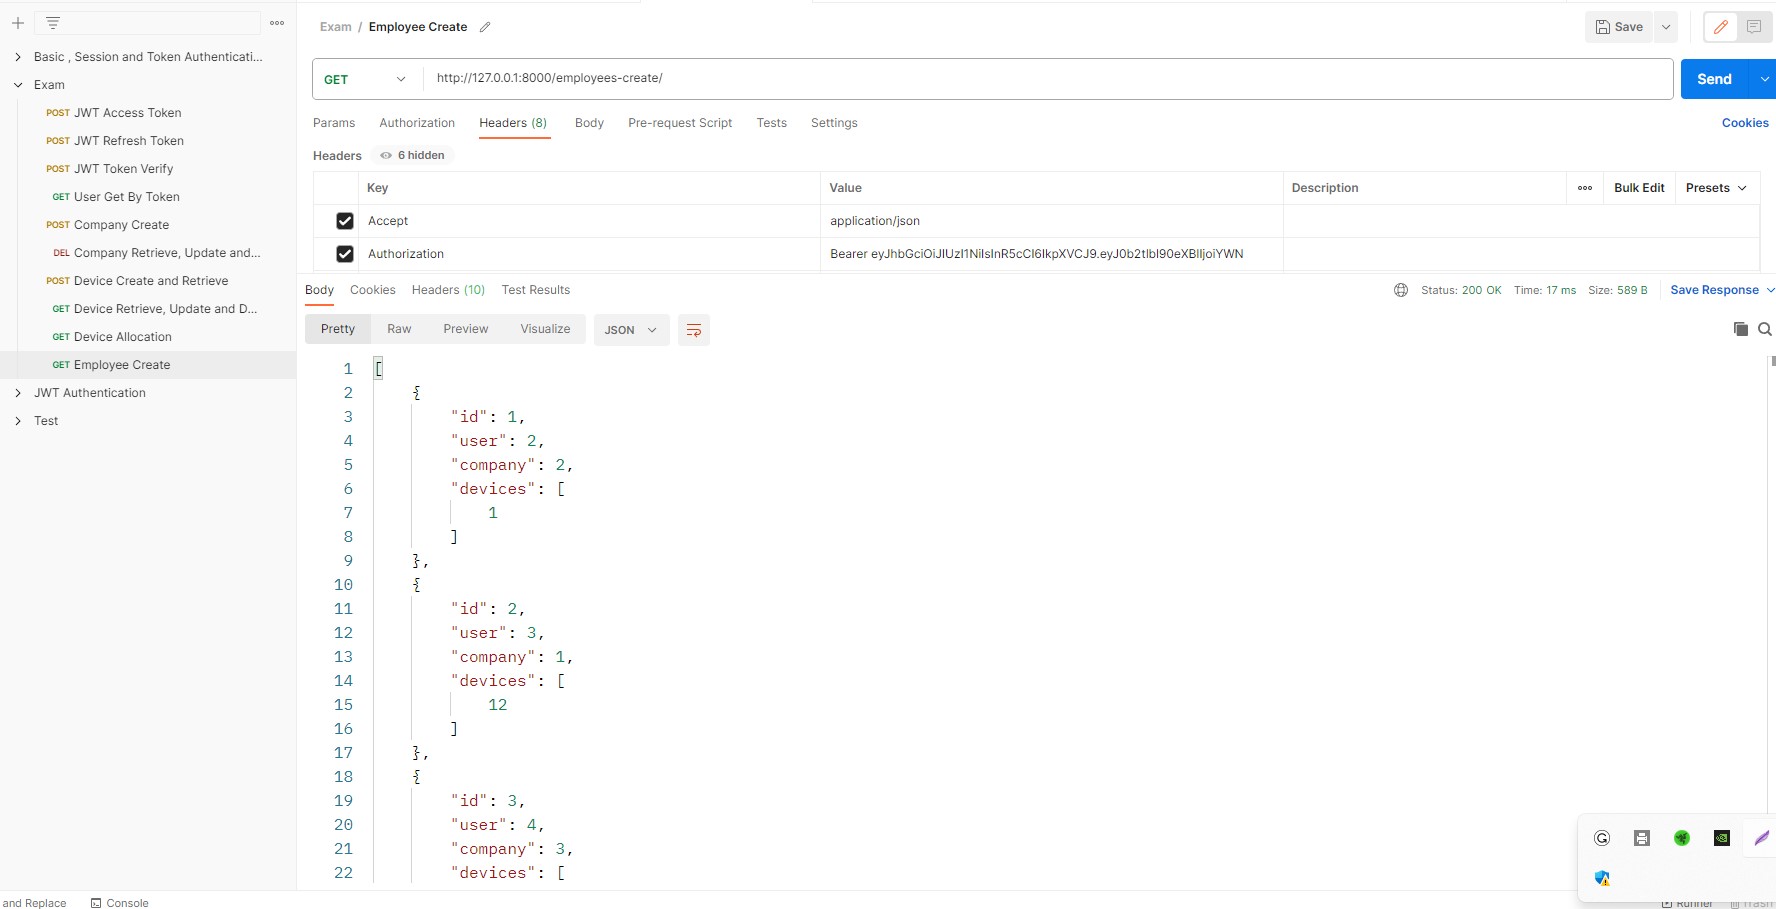 Exam / Employee Create
Save
Basic , Session and Token Authenticati...
Exam
POST JWT Access Token
POST JWT Refresh Token
POST JWT Token Verify
GET User Get By Token
POST Company Create
DEL Company Retrieve, Update and...
POST Device Create and Retrieve
GET Device Retrieve, Update and D...
GET Device Allocation
GET Employee Create
JWT Authentication
Test
GET http://127.0.0.1:8000/employees-create/ Send
Params Authorization Headers (8) Body Pre-request Script Tests Settings Cookies
Headers 6 hidden
Key Value Description Bulk Edit Presets
Accept application/json
Authorization Bearer eyJhbGciOiJIUzI1NiIsInR5cCI6IkpXVCJ9.eyJ0b2tlbl90eXBlIjoiYWN
Body Cookies Headers (10) Test Results Status: 200 OK Time: 17 ms Size: 589 B Save Response
Pretty Raw Preview Visualize JSON
1 [
2 {
3 "id": 1,
4 "user": 2,
5 "company": 2,
6 "devices": [
7 1
8 ]
9 },
10 {
11 "id": 2,
12 "user": 3,
13 "company": 1,
14 "devices": [
15 12
16 ]
17 },
18 {
19 "id": 3,
20 "user": 4,
21 "company": 3,
22 "devices": [
and Replace Console Runner Trash